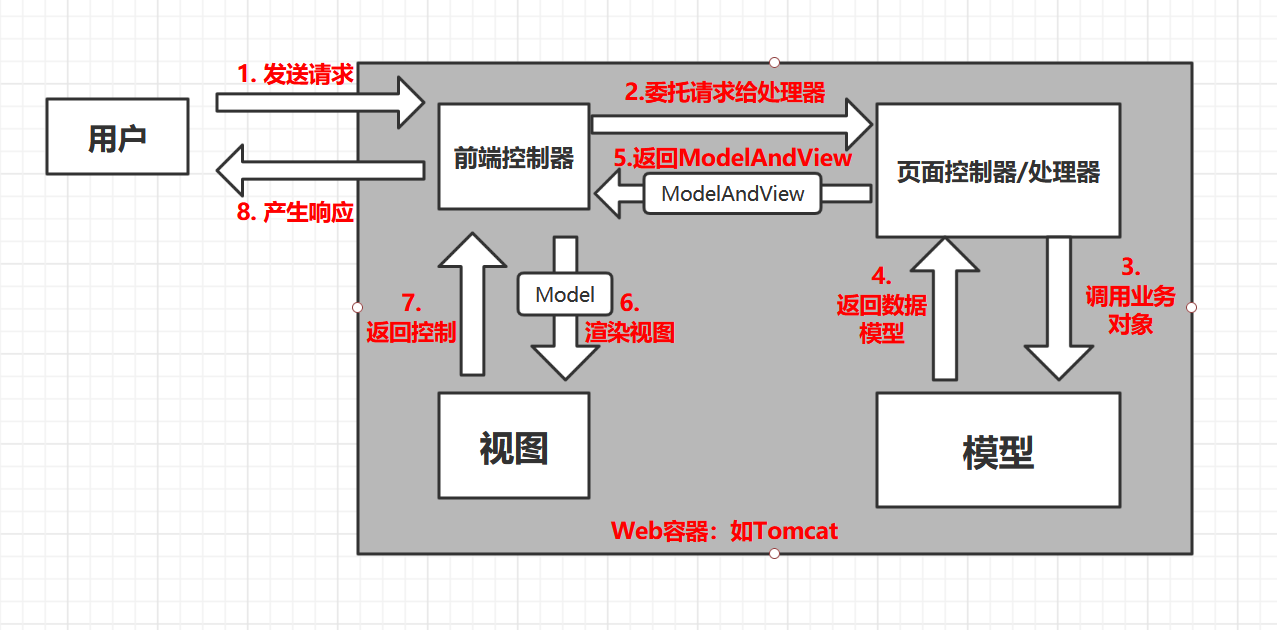 1. 发送请求
用户
8. 产生响应
前端控制器
2.委托请求给处理器
5.返回ModelAndView
ModelAndView
页面控制器/处理器
3.
调用业务
对象
4.
返回数据
模型
Model
6.
渲染视图
7.
返回控制
视图
模型
Web容器：如Tomcat